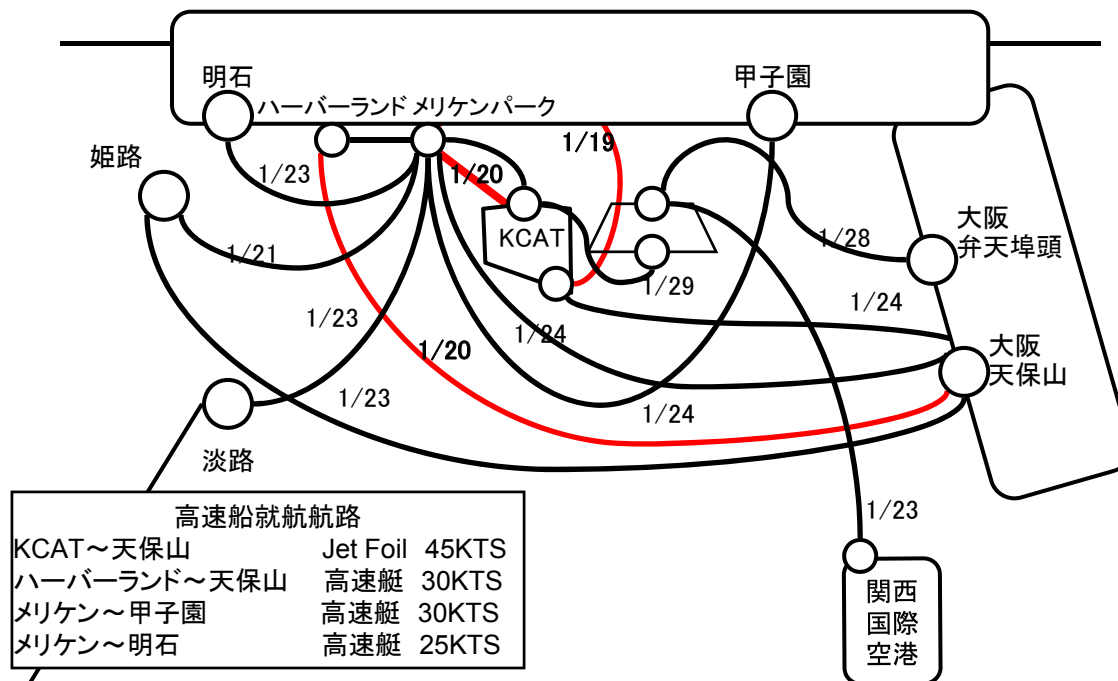 明石
甲子園
ハーバーランド メリケンパーク
1/19
姫路
1/23
1/20
大阪
弁天埠頭
KCAT
1/28
1/21
1/29
1/24
1/23
1/24
1/20
大阪
天保山
1/23
1/24
淡路
1/23
高速船就航航路
KCAT～天保山 Jet Foil 45KTS
ハーバーランド～天保山 高速艇 30KTS
メリケン～甲子園 高速艇 30KTS
メリケン～明石 高速艇 25KTS
関西
国際
空港